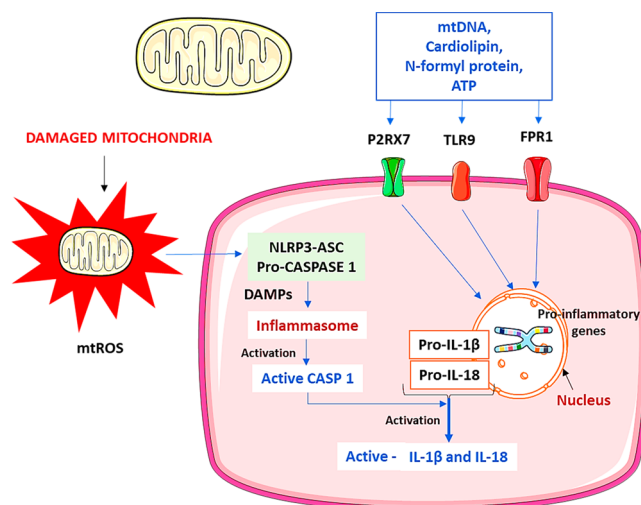 mtDNA,
Cardiolipin,
N-formyl protein,
ATP
P2RX7
TLR9
FPR1
DAMAGED MITOCHONDRIA
mtROS
NLRP3-ASC
Pro-CASPASE 1
DAMPs
Inflammasome
Activation
Active CASP 1
Pro-inflammatory
genes
Pro-IL-1β
Pro-IL-18
Nucleus
Activation
Active - IL-1β and IL-18